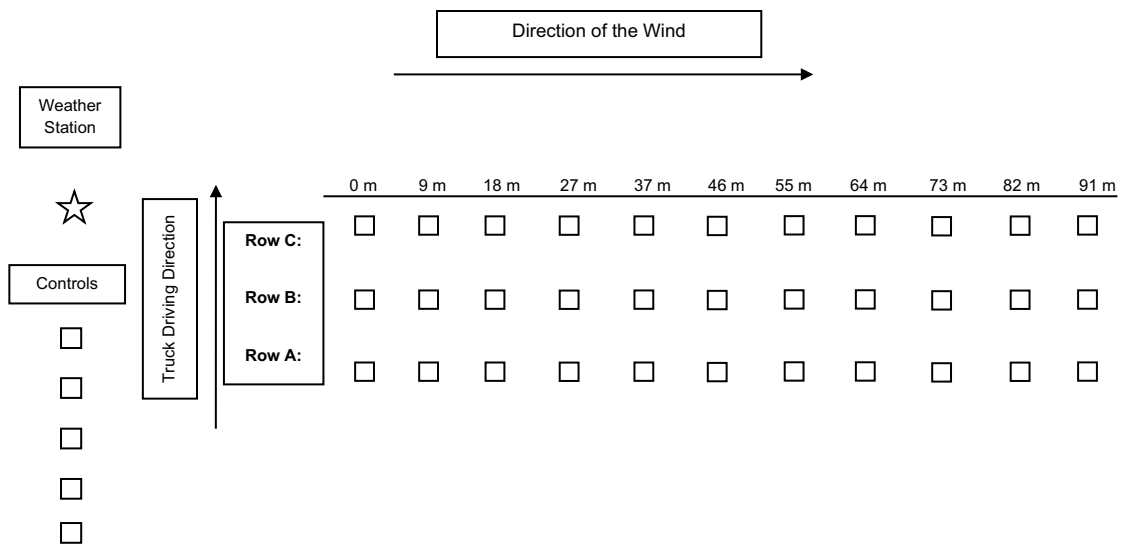 Direction of the Wind
Weather
Station
0 m 9 m 18 m 27 m 37 m 46 m 55 m 64 m 73 m 82 m 91 m
Truck Driving Direction
Row C:
Controls
Row B:
Row A: